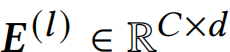 𝑬^{(l)} ∈ ℝ^{C×d}